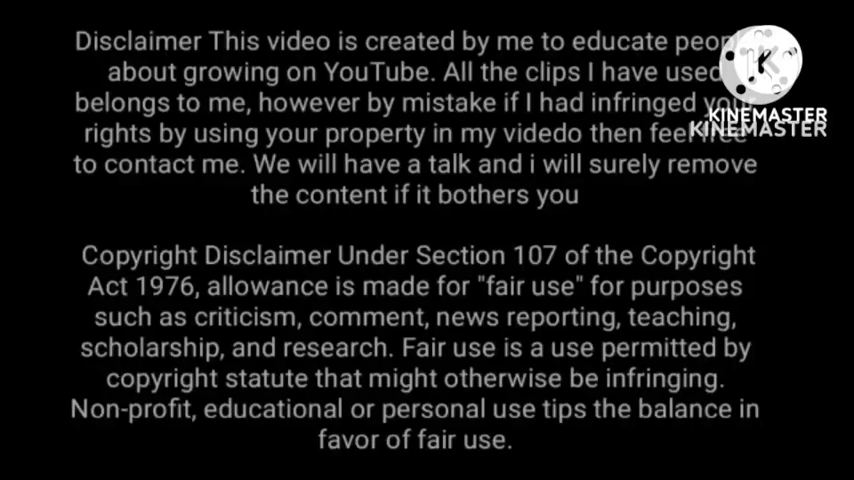 Disclaimer This video is created by me to educate people
about growing on YouTube. All the clips I have used
belongs to me, however by mistake if I had infringed your
rights by using your property in my videdo then feel free
to contact me. We will have a talk and i will surely remove
the content if it bothers you
Copyright Disclaimer Under Section 107 of the Copyright
Act 1976, allowance is made for "fair use" for purposes
such as criticism, comment, news reporting, teaching,
scholarship, and research. Fair use is a use permitted by
copyright statute that might otherwise be infringing.
Non-profit, educational or personal use tips the balance in
favor of fair use.
K
KINEMASTER
KINEMASTER